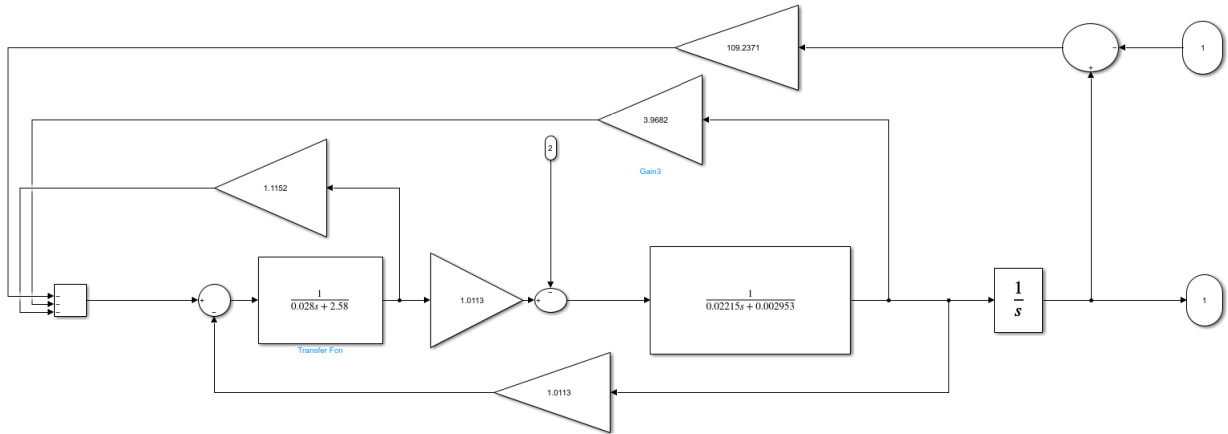 109.2371
1
3.9682
Gain3
2
1.1152
1
0.028s + 2.58
Transfer Fcn
1.0113
1
0.02215s + 0.002953
1
s
1
1.0113